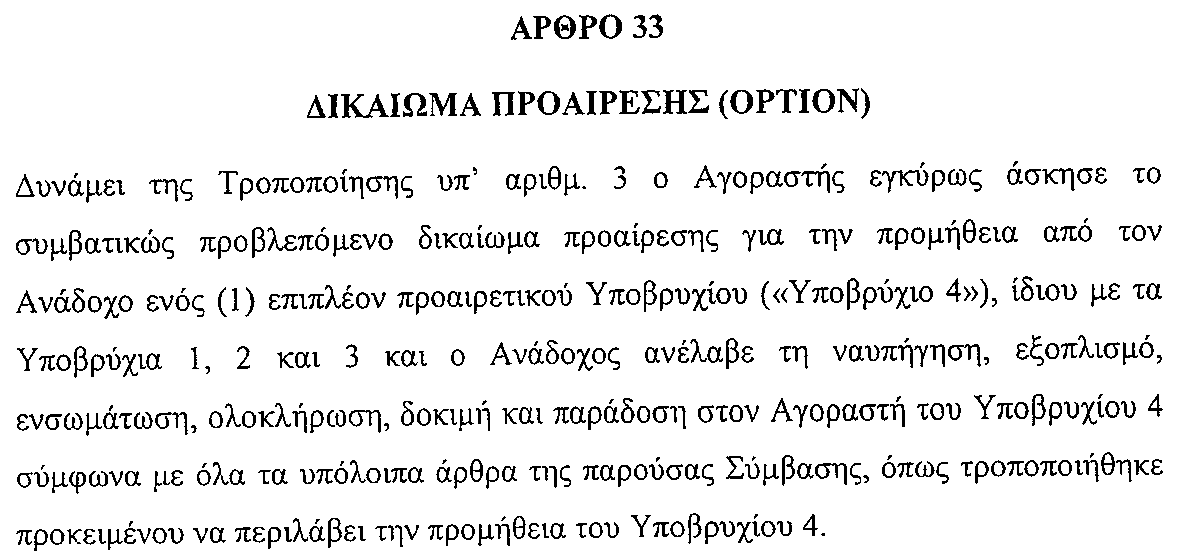 ΑΡΘΡΟ 33
ΔΙΚΑΙΩΜΑ ΠΡΟΑΙΡΕΣΗΣ (OPTION)
Δυνάμει της Τροποποίησης υπ’ αριθμ. 3 ο Αγοραστής εγκύρως άσκησε το
συμβατικώς προβλεπόμενο δικαίωμα προαίρεσης για την προμήθεια από τον
Ανάδοχο ενός (1) επιπλέον προαιρετικού Υποβρυχίου («Υποβρύχιο 4»), ίδιου με τα
Υποβρύχια 1, 2 και 3 και ο Ανάδοχος ανέλαβε τη ναυπήγηση, εξοπλισμό,
ενσωμάτωση, ολοκλήρωση, δοκιμή και παράδοση στον Αγοραστή του Υποβρυχίου 4
σύμφωνα με όλα τα υπόλοιπα άρθρα της παρούσας Σύμβασης, όπως τροποποιήθηκε
προκειμένου να περιλάβει την προμήθεια του Υποβρυχίου 4.